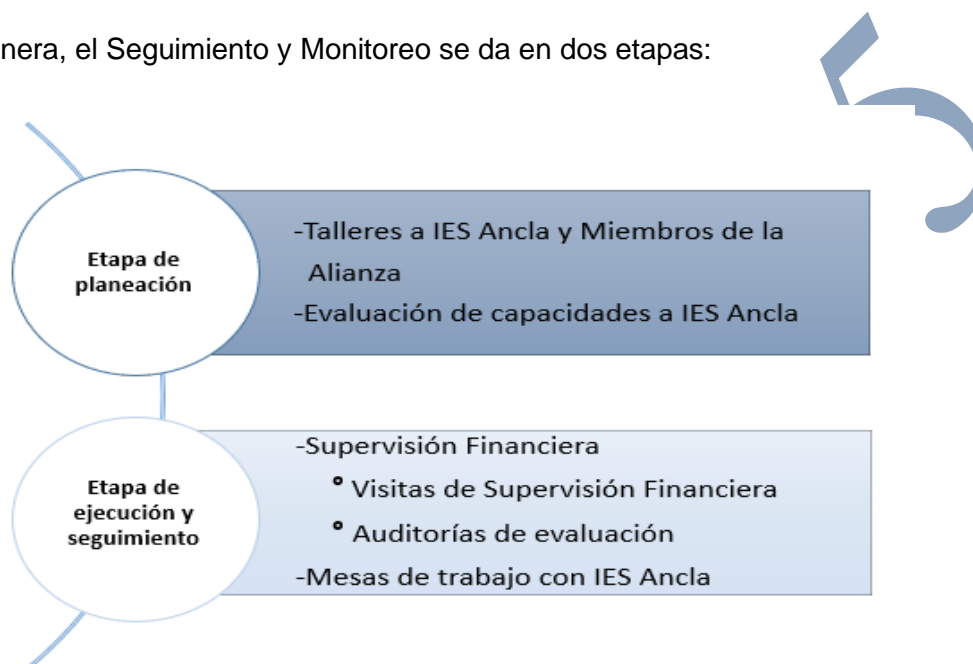 nera, el Seguimiento y Monitoreo se da en dos etapas:
Etapa de
planeación
-Talleres a IES Ancla y Miembros de la
Alianza
-Evaluación de capacidades a IES Ancla
Etapa de
ejecución y
seguimiento
-Supervisión Financiera
° Visitas de Supervisión Financiera
° Auditorías de evaluación
-Mesas de trabajo con IES Ancla